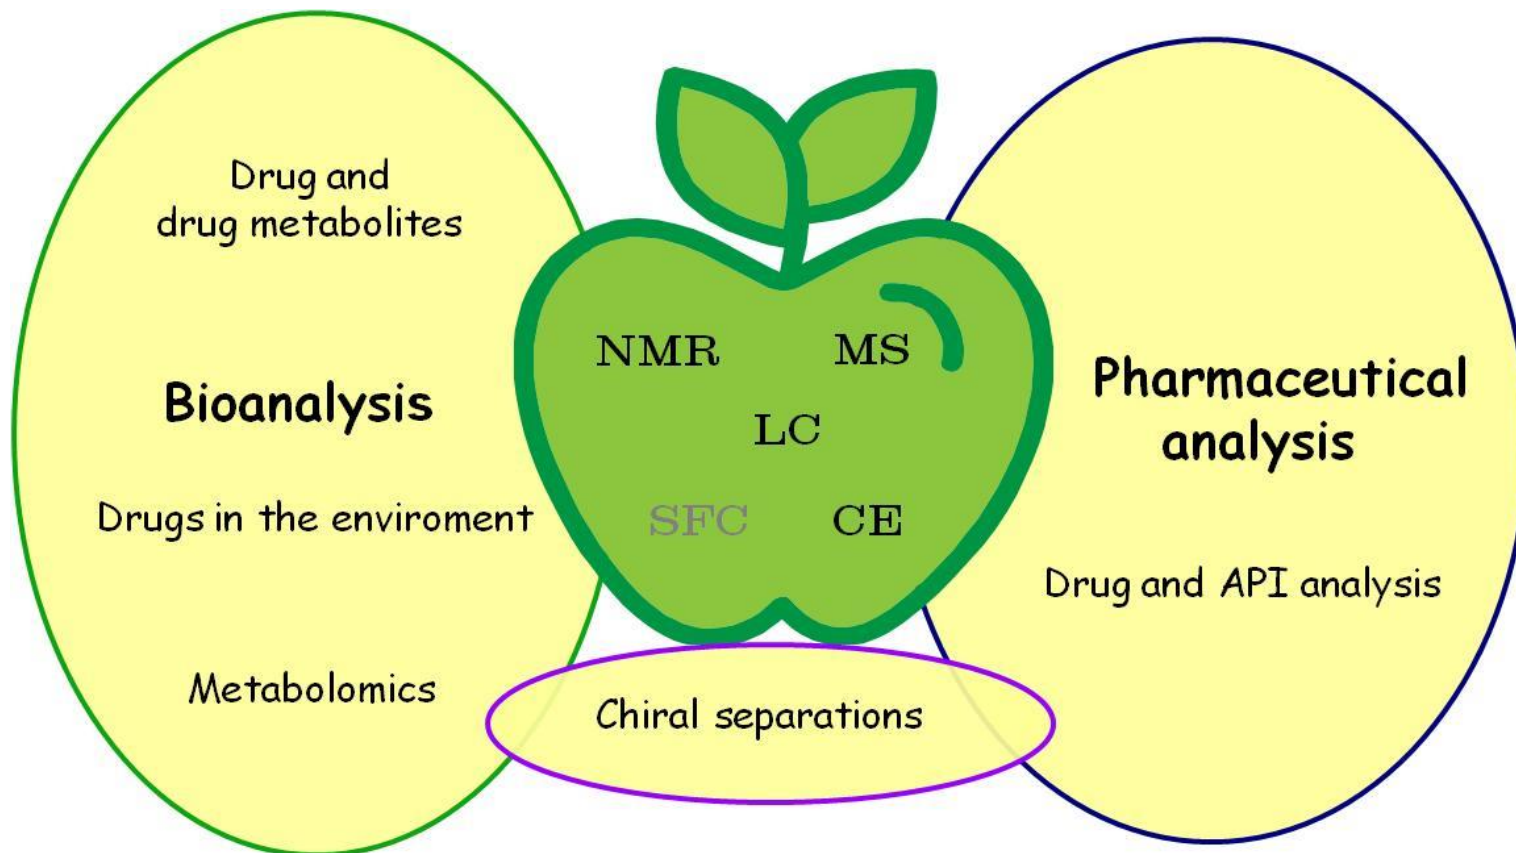 Drug and
drug metabolites
Bioanalysis
Drugs in the enviroment
Metabolomics
NMR
MS
LC
SFC
CE
Chiral separations
Pharmaceutical
analysis
Drug and API analysis